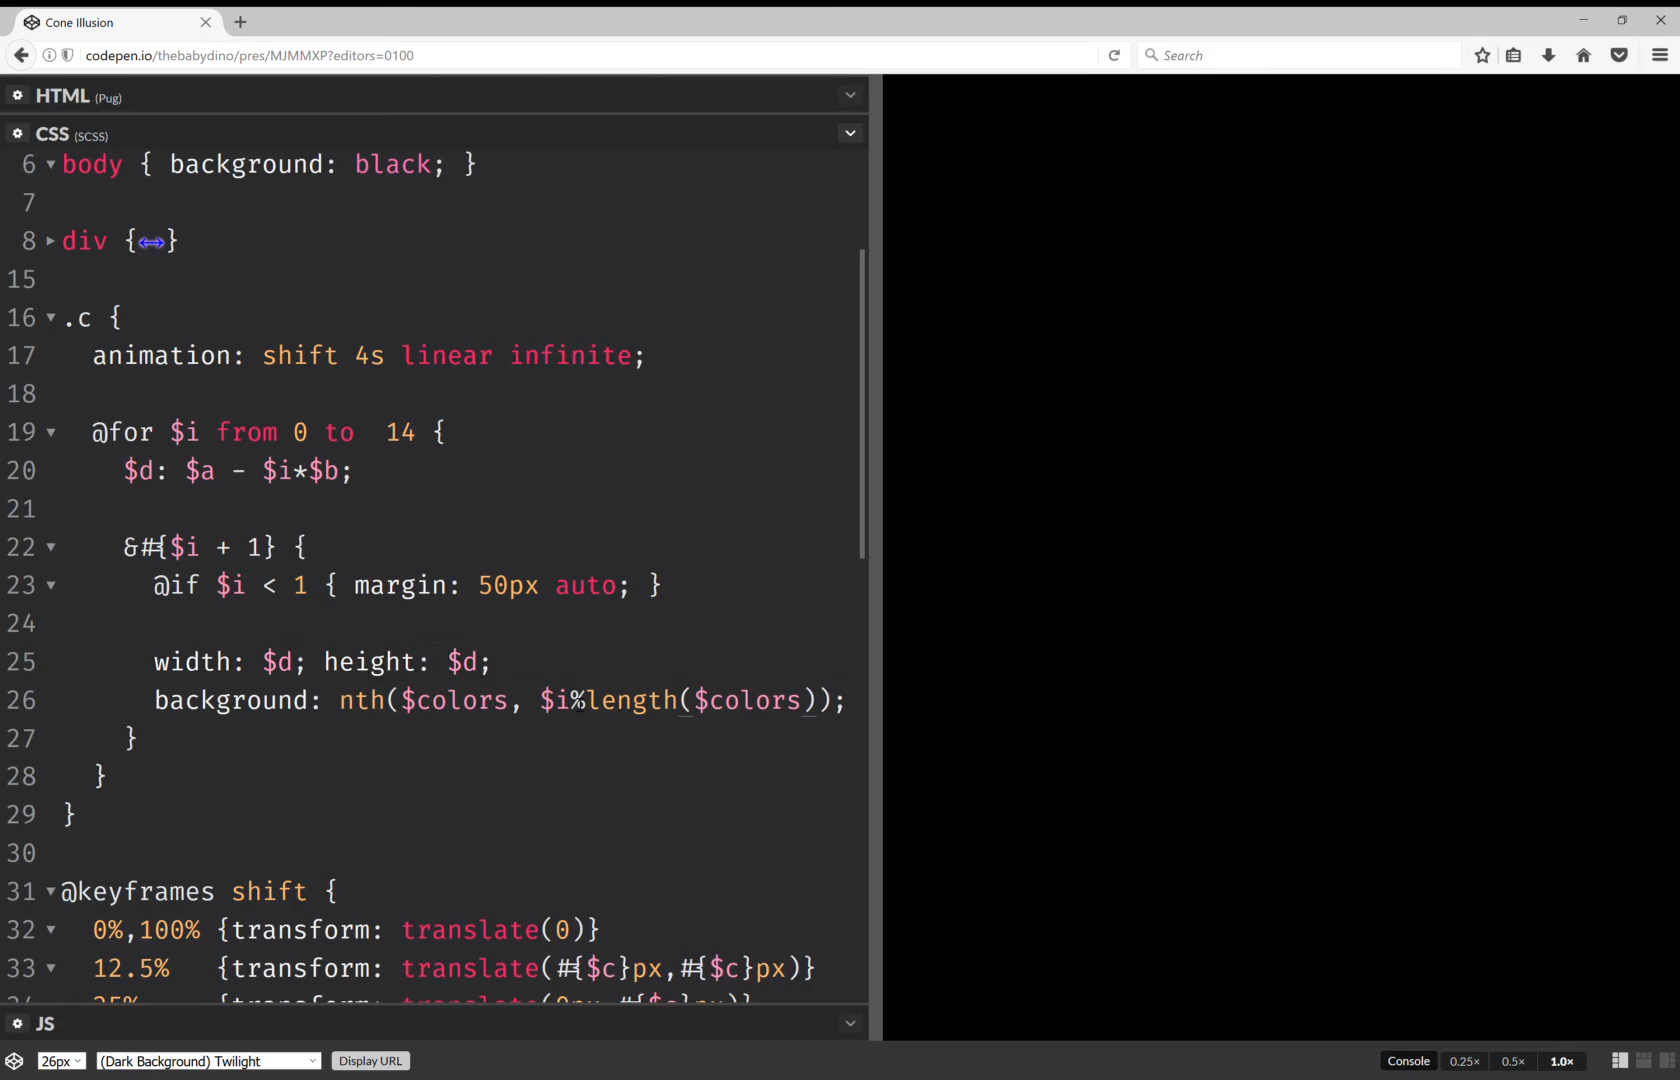 Cone Illusion
codepen.io/thebabydino/pres/MJMMXP?editors=0100
Search
HTML (Pug)
CSS (SCSS)
6 body { background: black; }
7
8 div {↔}
15
16 .c {
17 animation: shift 4s linear infinite;
18
19 @for $i from 0 to 14 {
20 $d: $a - $i*$b;
21
22 &#{$i + 1} {
23 @if $i < 1 { margin: 50px auto; }
24
25 width: $d; height: $d;
26 background: nth($colors, $i%length($colors));
27 }
28 }
29 }
30
31 @keyframes shift {
32 0%,100% {transform: translate(0)}
33 12.5% {transform: translate(#{$c}px,#{$c}px)}
JS
26px (Dark Background) Twilight Display URL Console 0.25× 0.5× 1.0×